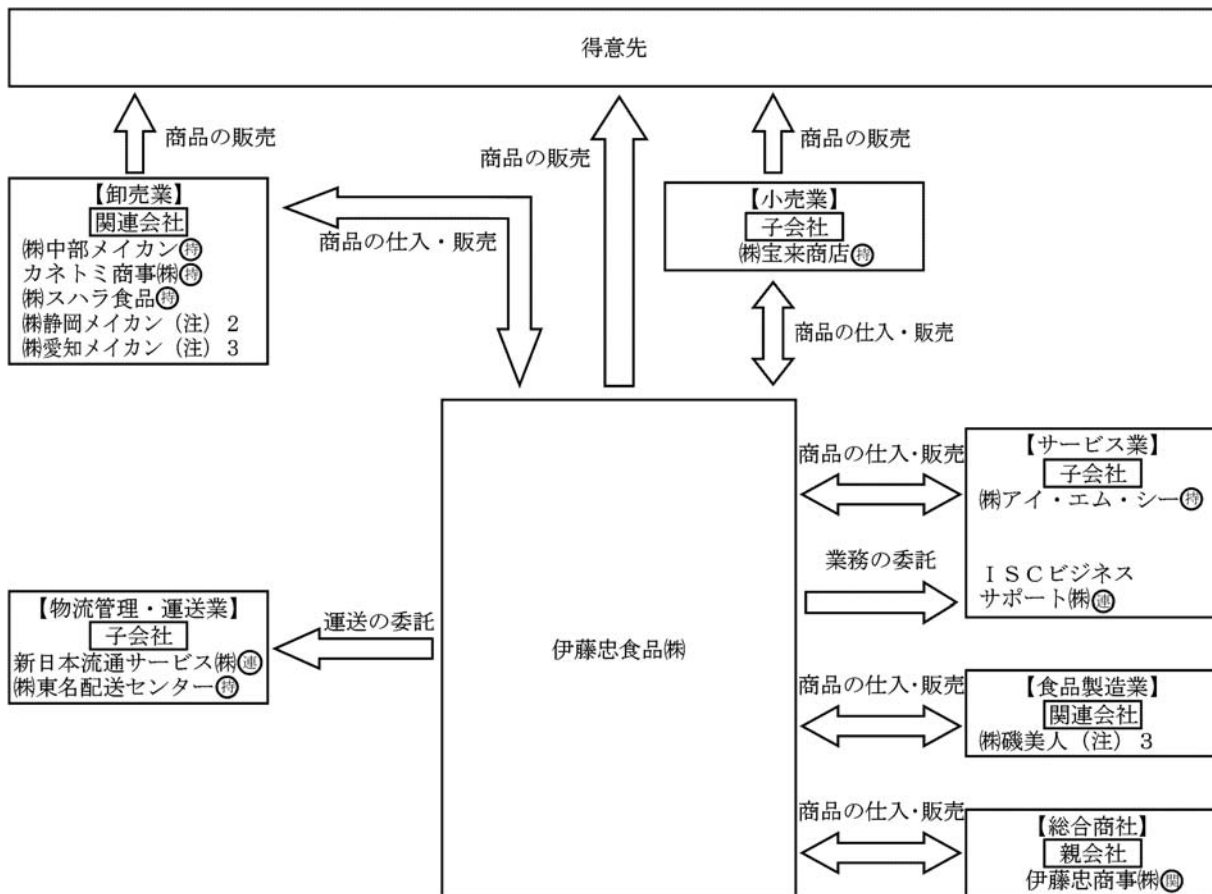 得意先
商品の販売
商品の販売
商品の販売
【卸売業】
関連会社
㈱中部メイカン㊕
カネトミ商事㈱㊕
㈱スハラ食品㊕
㈱静岡メイカン（注）２
㈱愛知メイカン（注）３
商品の仕入・販売
【小売業】
子会社
㈱宝来商店
商品の仕入・販売
商品の仕入・販売
【サービス業】
子会社
㈱アイ・エム・シー
業務の委託
ＩＳＣビジネス
サポート㈱
【物流管理・運送業】
子会社
新日本流通サービス㈱
㈱東名配送センター
運送の委託
伊藤忠食品㈱
商品の仕入・販売
【食品製造業】
関連会社
㈱磯美人（注）３
商品の仕入・販売
【総合商社】
親会社
伊藤忠商事㈱